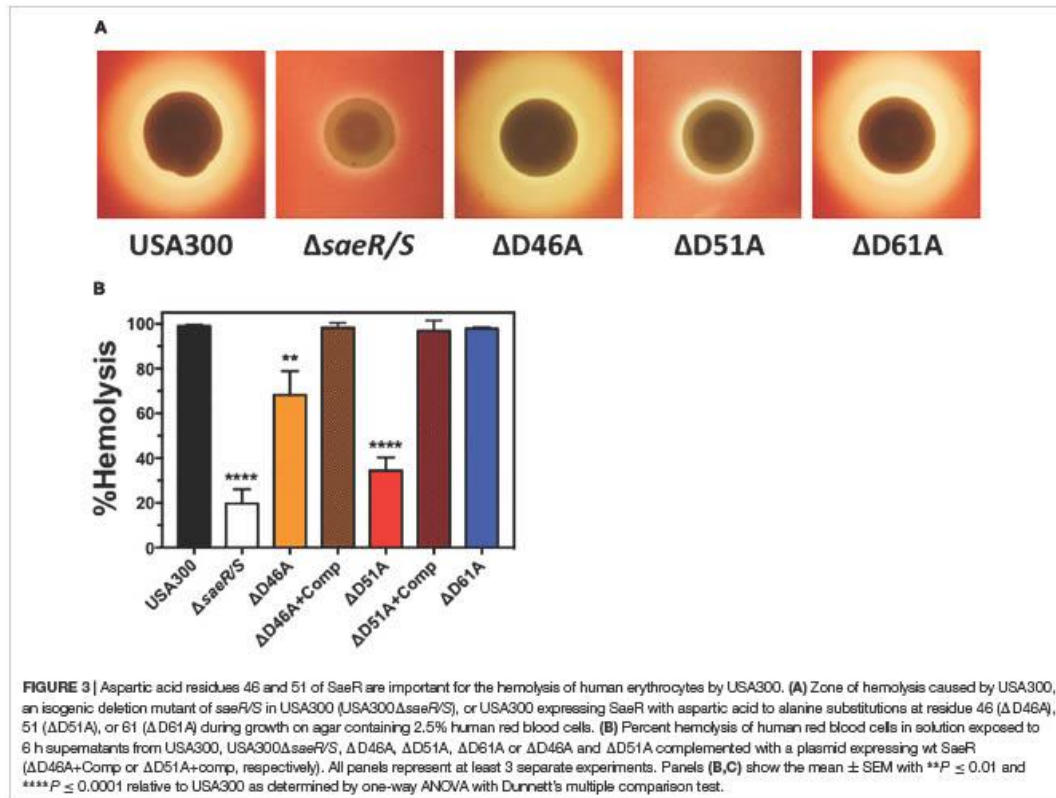 A
USA300
ΔsaeR/S
ΔD46A
ΔD51A
ΔD61A
B
%Hemolysis
100
80
60
40
20
0
****
**
****
USA300
ΔsaeR/S
ΔD46A
ΔD46A+Comp
ΔD51A
ΔD51A+Comp
ΔD61A
FIGURE 3 | Aspartic acid residues 46 and 51 of SaeR are important for the hemolysis of human erythrocytes by USA300. (A) Zone of hemolysis caused by USA300,
an isogenic deletion mutant of saeR/S in USA300 (USA300ΔsaeR/S), or USA300 expressing SaeR with aspartic acid to alanine substitutions at residue 46 (ΔD46A),
51 (ΔD51A), or 61 (ΔD61A) during growth on agar containing 2.5% human red blood cells. (B) Percent hemolysis of human red blood cells in solution exposed to
6 h supernatants from USA300, USA300ΔsaeR/S, ΔD46A, ΔD51A, ΔD61A or ΔD46A and ΔD51A complemented with a plasmid expressing wt SaeR
(ΔD46A+Comp or ΔD51A+comp, respectively). All panels represent at least 3 separate experiments. Panels (B,C) show the mean ± SEM with **P ≤ 0.01 and
****P ≤ 0.0001 relative to USA300 as determined by one-way ANOVA with Dunnett's multiple comparison test.